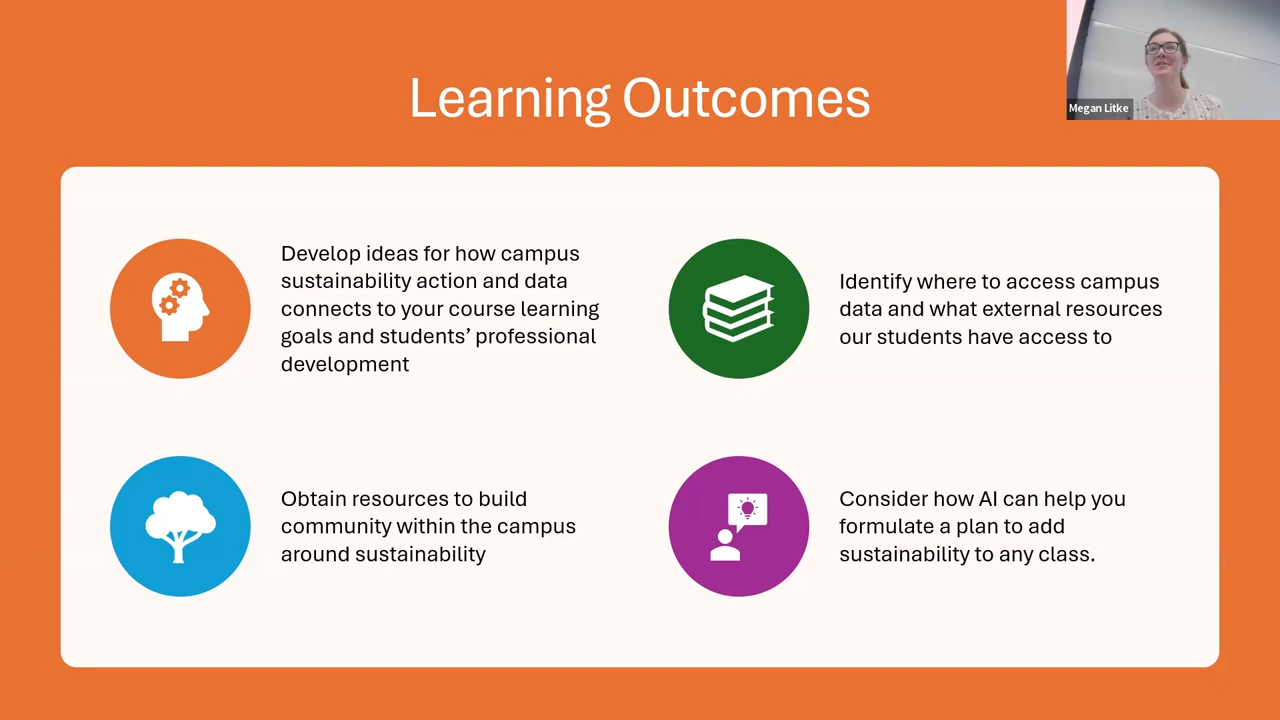 Learning Outcomes
Megan Litke
Develop ideas for how campus
sustainability action and data
connects to your course learning
goals and students’ professional
development
Identify where to access campus
data and what external resources
our students have access to
Obtain resources to build
community within the campus
around sustainability
Consider how AI can help you
formulate a plan to add
sustainability to any class.